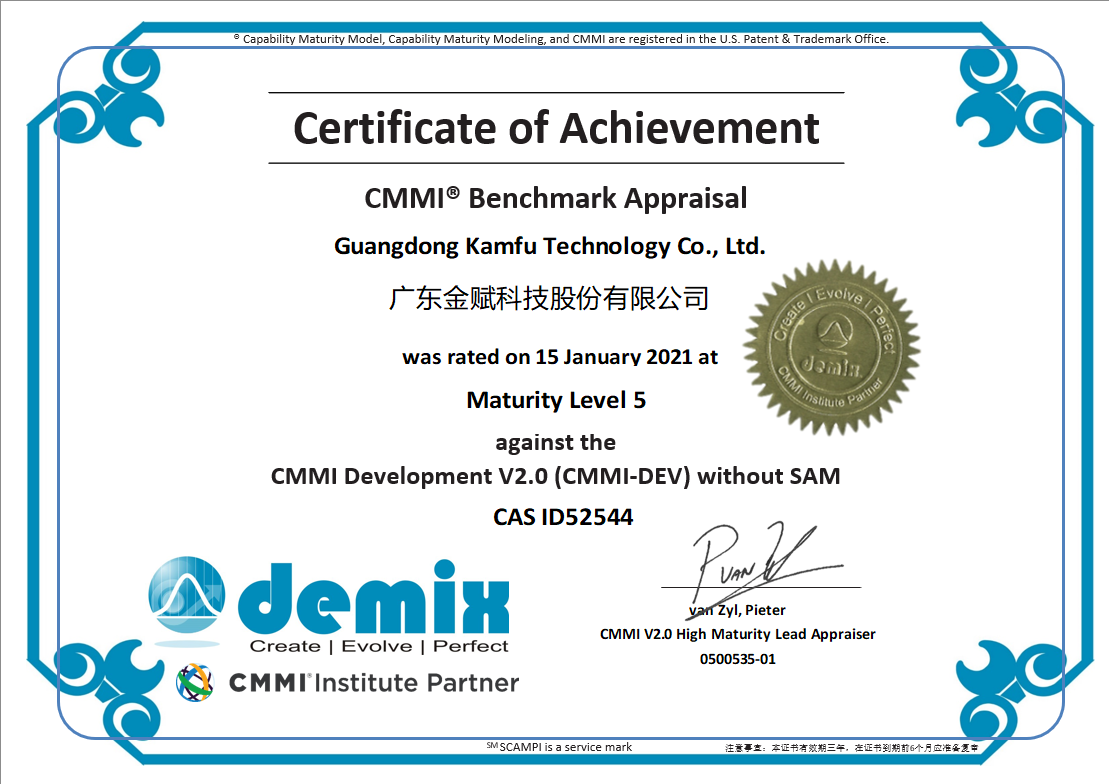 ® Capability Maturity Model, Capability Maturity Modeling, and CMMI are registered in the U.S. Patent & Trademark Office.
Certificate of Achievement
CMMI® Benchmark Appraisal
Guangdong Kamfu Technology Co., Ltd.
广东金赋科技股份有限公司
Create | Evolve | Perfect
demix
CMMI Institute Partner
was rated on 15 January 2021 at
Maturity Level 5
against the
CMMI Development V2.0 (CMMI-DEV) without SAM
CAS ID52544
P van Zyl
van Zyl, Pieter
CMMI V2.0 High Maturity Lead Appraiser
0500535-01
demix
Create | Evolve | Perfect
CMMI® Institute Partner
SM SCAMPI is a service mark
注意事宜：本证书有效期三年，在证书到期前6个月应准备复审